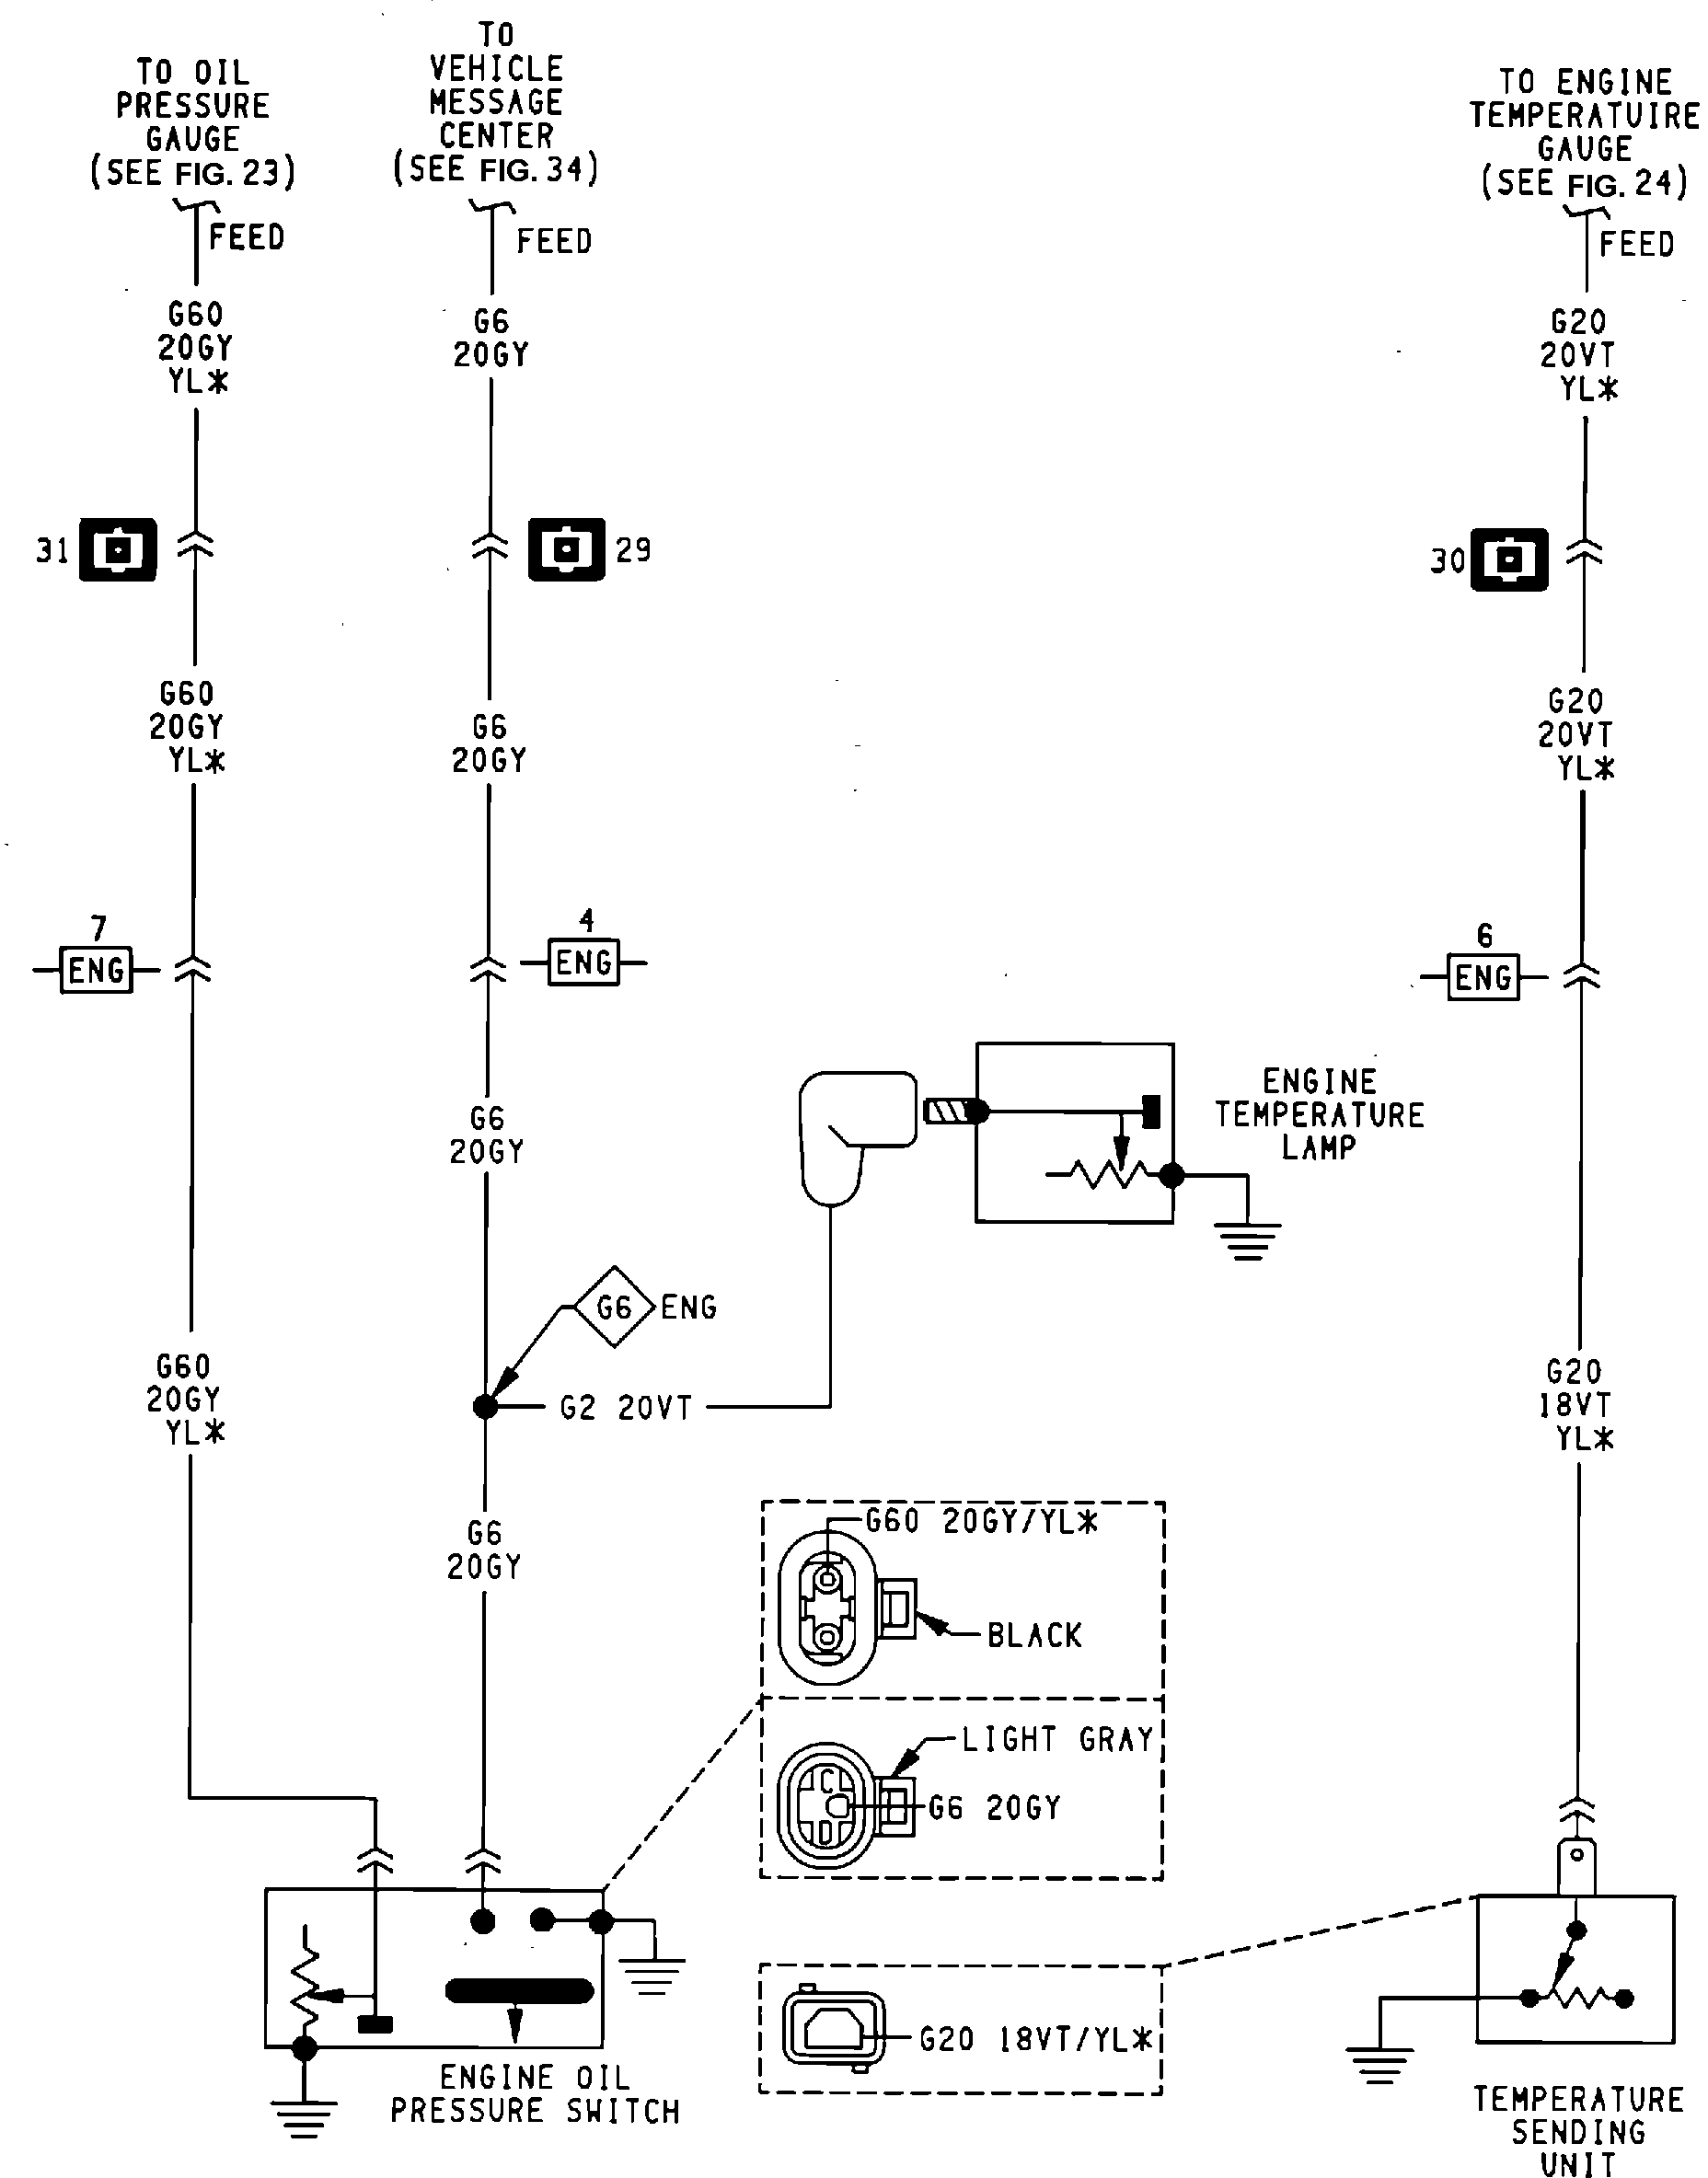 TO OIL
PRESSURE
GAUGE
(SEE FIG. 23)
FEED
TO
VEHICLE
MESSAGE
CENTER
(SEE FIG. 34)
FEED
TO ENGINE
TEMPERATUIRE
GAUGE
(SEE FIG. 24)
FEED
G60
20GY
YL*
G6
20GY
G20
20VT
YL*
31
29
30
G60
20GY
YL*
G6
20GY
G20
20VT
YL*
7
ENG
4
ENG
6
ENG
ENGINE
TEMPERATURE
LAMP
G6
20GY
G6 ENG
G2 20VT
G60
20GY
YL*
G20
18VT
YL*
G6
20GY
G60 20GY/YL*
BLACK
LIGHT GRAY
C
D
G6 20GY
G20 18VT/YL*
ENGINE OIL
PRESSURE SWITCH
TEMPERATURE
SENDING
UNIT